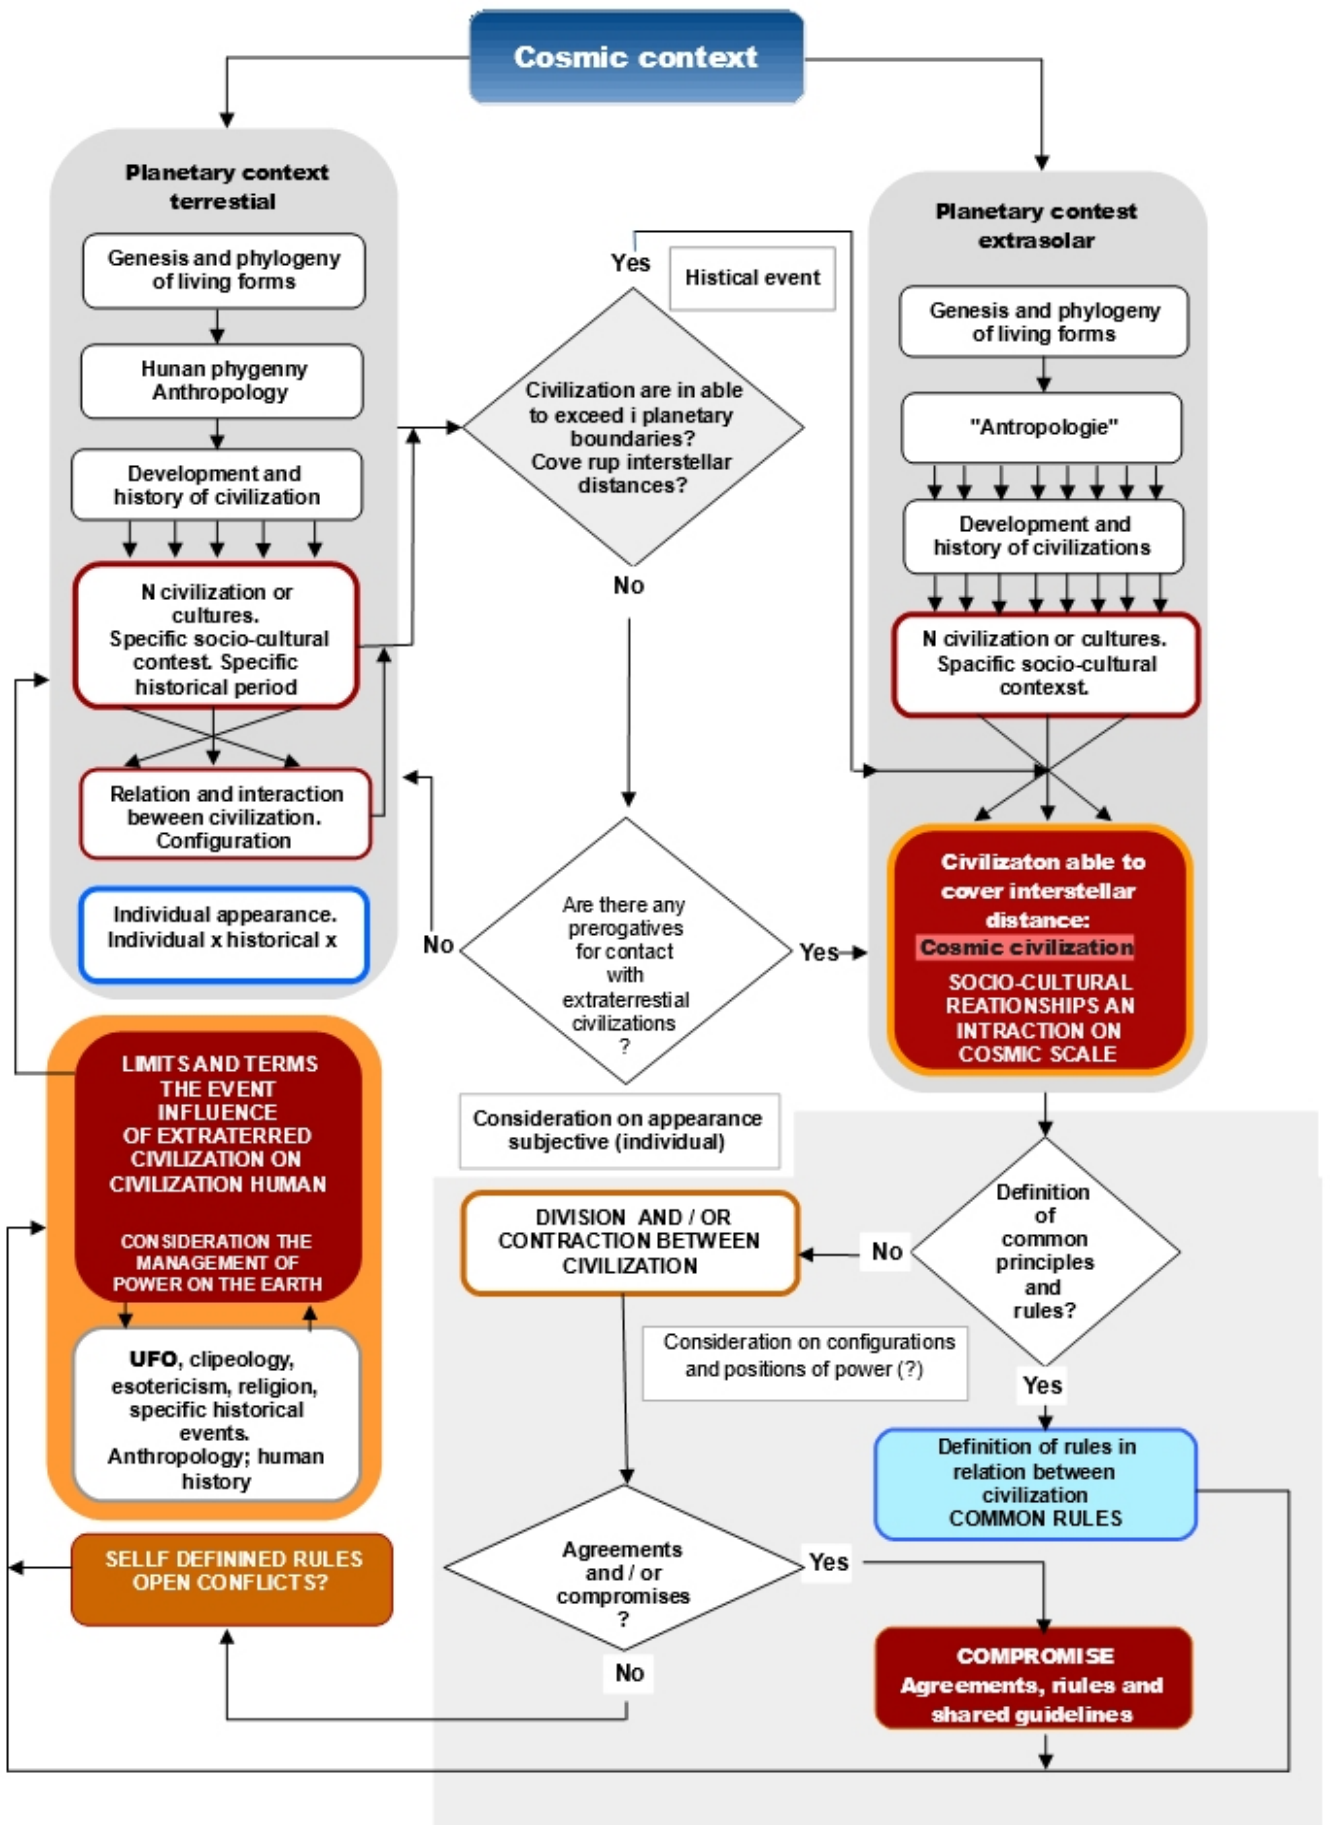 Cosmic context
Planetary context
terrestial
Genesis and phylogeny
of living forms
Hunan phygenny
Anthropology
Development and
history of civilization
N civilization or
cultures.
Specific socio-cultural
contest. Specific
historical period
Relation and interaction
beween civilization.
Configuration
Individual appearance.
Individual x historical x
Yes
Histical event
Civilization are in able
to exceed i planetary
boundaries?
Cove rup interstellar
distances?
No
Are there any
prerogatives
for contact
with
extraterrestial
civilizations
?
No
Yes
Consideration on appearance
subjective (individual)
Planetary contest
extrasolar
Genesis and phylogeny
of living forms
"Antropologie"
Development and
history of civilizations
N civilization or cultures.
Spacific socio-cultural
contexst.
Civilizaton able to
cover interstellar
distance:
Cosmic civilization
SOCIO-CULTURAL
REATIONSHIPS AN
INTRACTION ON
COSMIC SCALE
LIMITS AND TERMS
THE EVENT
INFLUENCE
OF EXTRATERRED
CIVILIZATION ON
CIVILIZATION HUMAN
CONSIDERATION THE
MANAGEMENT OF
POWER ON THE EARTH
UFO, clipeology,
esotericism, religion,
specific historical
events.
Anthropology; human
history
SELLF DEFININED RULES
OPEN CONFLICTS?
Definition
of
common
principles
and
rules?
No
Yes
DIVISION AND / OR
CONTRACTION BETWEEN
CIVILIZATION
Consideration on configurations
and positions of power (?)
Definition of rules in
relation between
civilization
COMMON RULES
Agreements
and / or
compromises
?
Yes
No
COMPROMISE
Agreements, riules and
shared guidelines